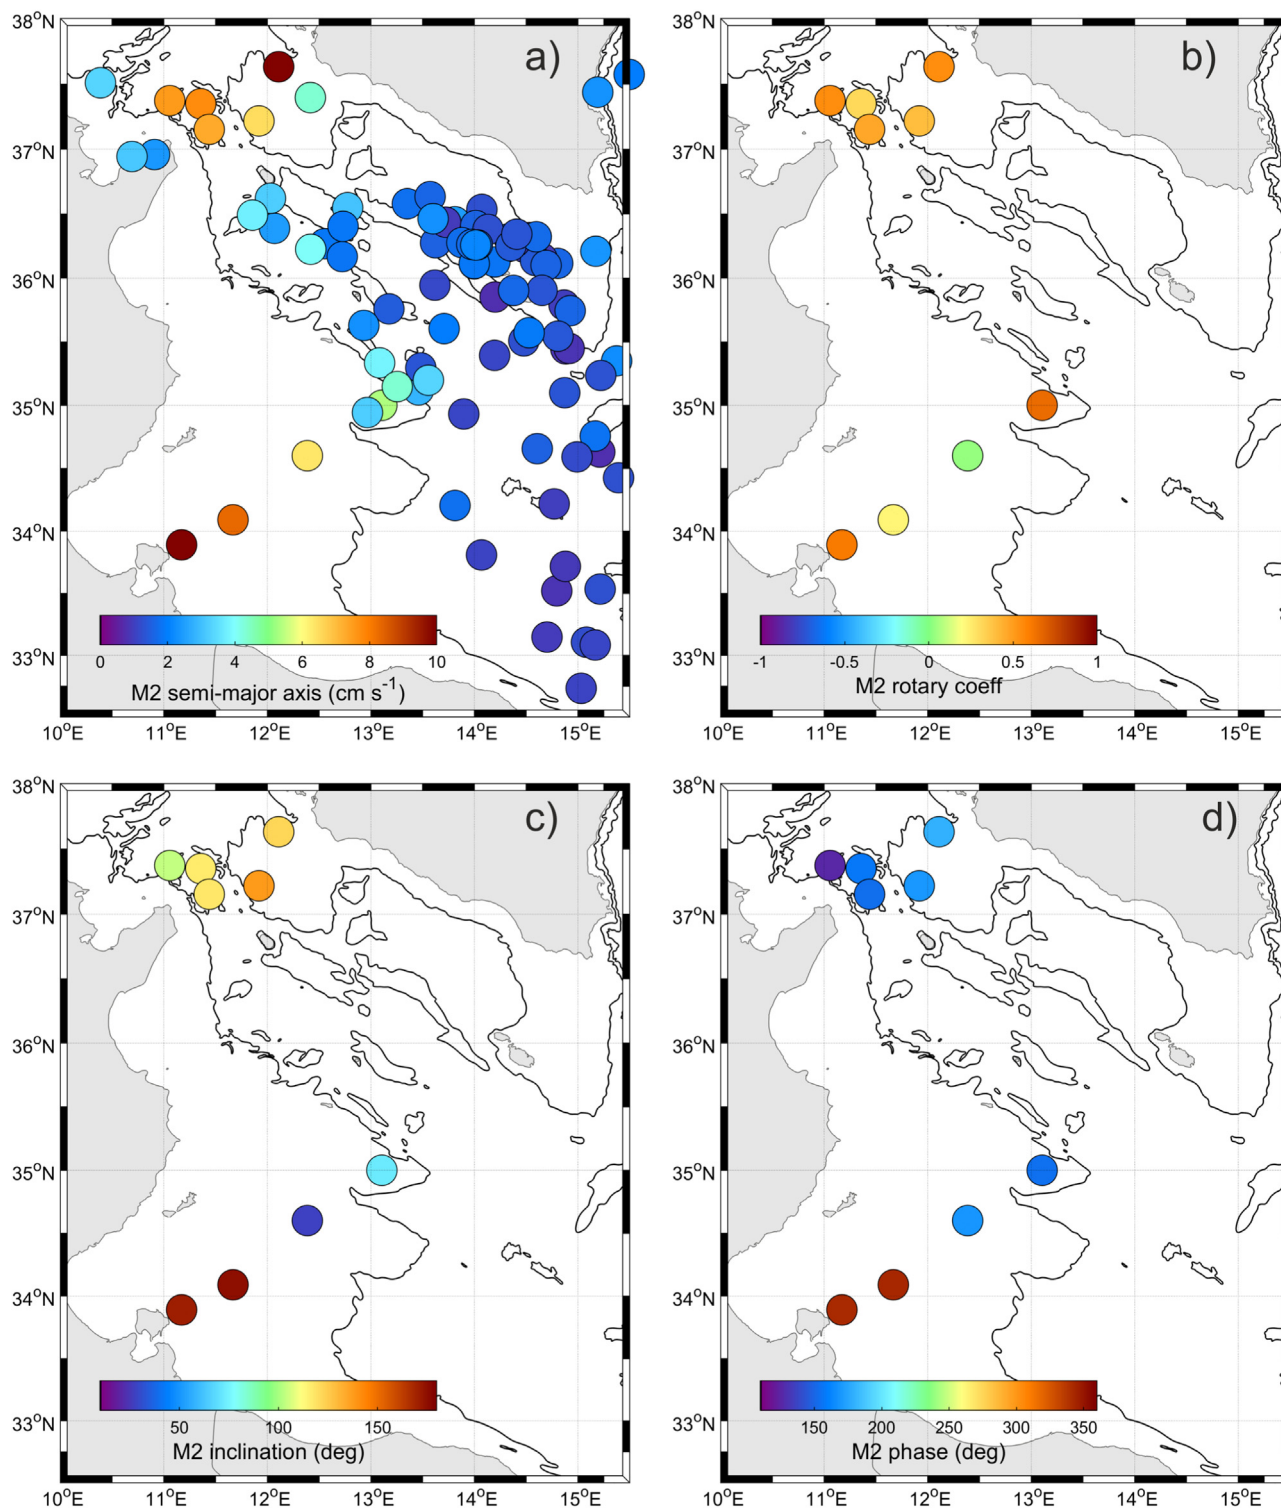 38°N
37°N
36°N
35°N
34°N
33°N
a)
0 2 4 6 8 10
M2 semi-major axis (cm s⁻¹)
10°E 11°E 12°E 13°E 14°E 15°E
38°N
37°N
36°N
35°N
34°N
33°N
b)
-1 -0.5 0 0.5 1
M2 rotary coeff
10°E 11°E 12°E 13°E 14°E 15°E
38°N
37°N
36°N
35°N
34°N
33°N
c)
50 100 150
M2 inclination (deg)
10°E 11°E 12°E 13°E 14°E 15°E
38°N
37°N
36°N
35°N
34°N
33°N
d)
150 200 250 300 350
M2 phase (deg)
10°E 11°E 12°E 13°E 14°E 15°E